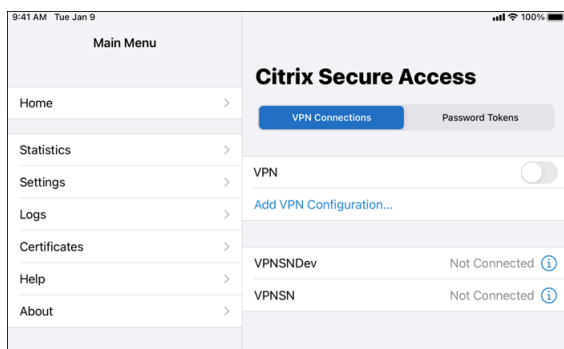 9:41 AM Tue Jan 9
100%
Main Menu
Home
Statistics
Settings
Logs
Certificates
Help
About
Citrix Secure Access
VPN Connections
Password Tokens
VPN
Add VPN Configuration...
VPNSNDev Not Connected
VPNSN Not Connected